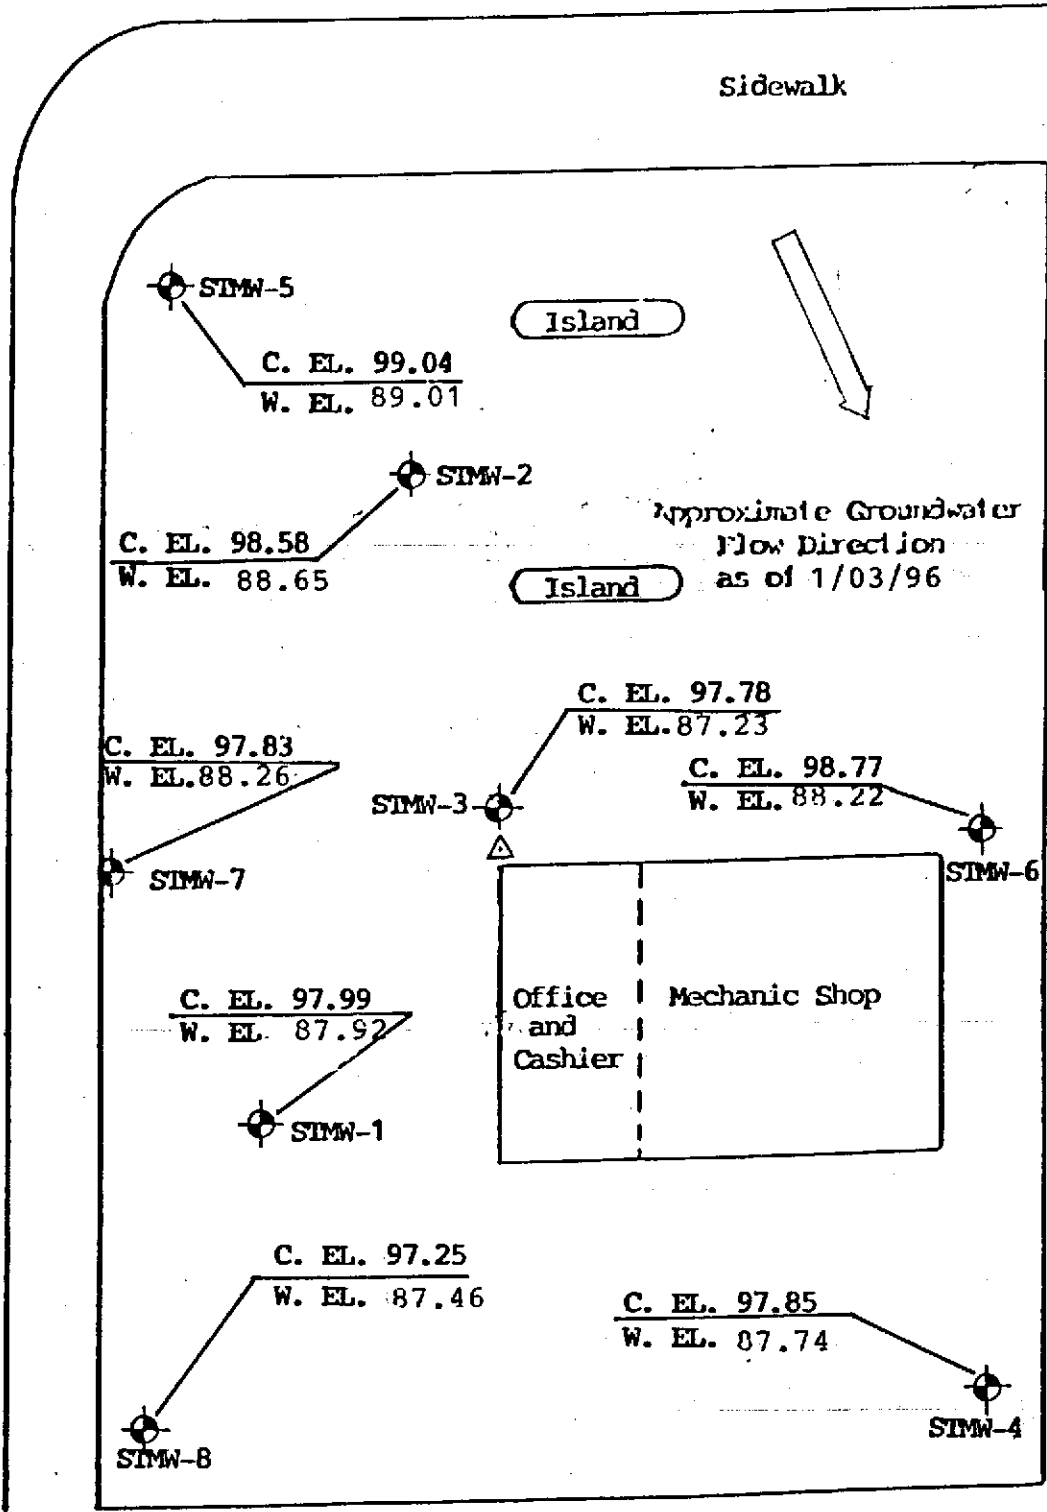 Sidewalk
STMW-5
Island
C. EL. 99.04
W. EL. 89.01
STMW-2
Approximate Groundwater
Flow Direction
as of 1/03/96
C. EL. 98.58
W. EL. 88.65
Island
C. EL. 97.78
W. EL. 87.23
C. EL. 97.83
W. EL. 88.26
C. EL. 98.77
W. EL. 88.22
STMW-3
STMW-7
STMW-6
C. EL. 97.99
W. EL. 87.92
Office
and
Cashier
Mechanic Shop
STMW-1
C. EL. 97.25
W. EL. 87.46
C. EL. 97.85
W. EL. 87.74
STMW-8
STMW-4